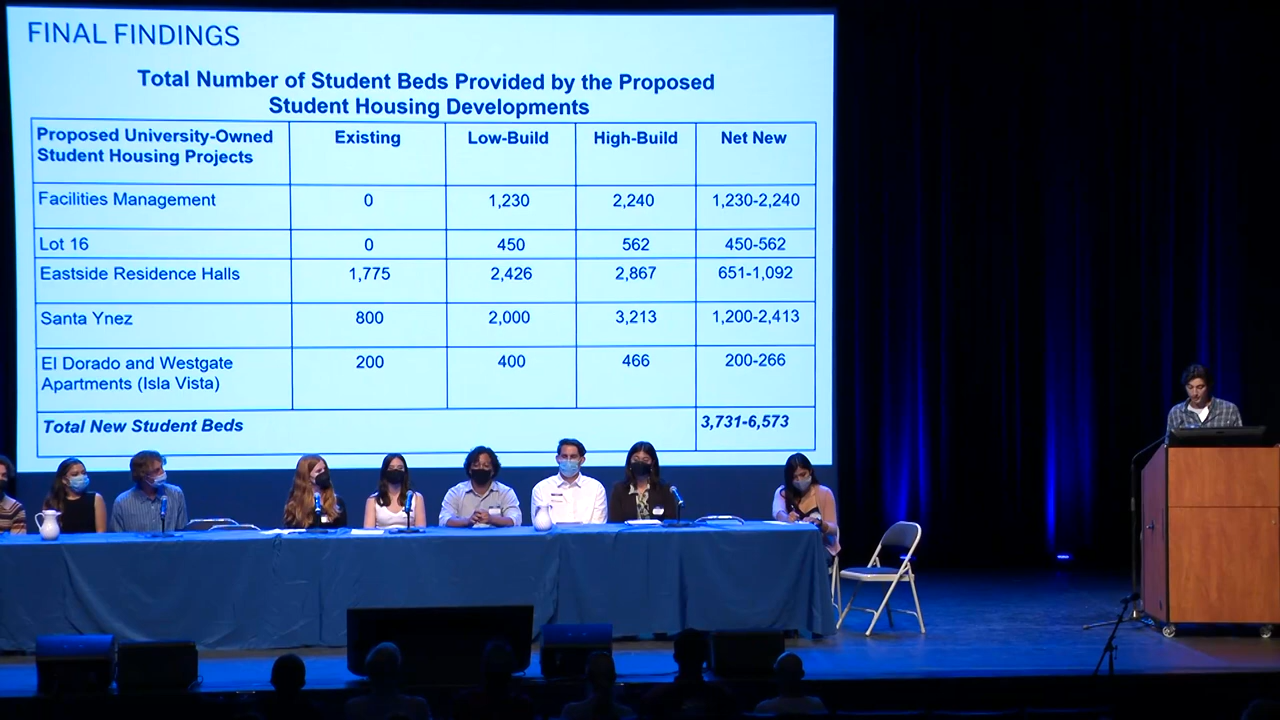 FINAL FINDINGS
Total Number of Student Beds Provided by the Proposed
Student Housing Developments
Proposed University-Owned
Student Housing Projects
Existing
Low-Build
High-Build
Net New
Facilities Management
0
1,230
2,240
1,230-2,240
Lot 16
0
450
562
450-562
Eastside Residence Halls
1,775
2,426
2,867
651-1,092
Santa Ynez
800
2,000
3,213
1,200-2,413
El Dorado and Westgate
Apartments (Isla Vista)
200
400
466
200-266
Total New Student Beds
3,731-6,573